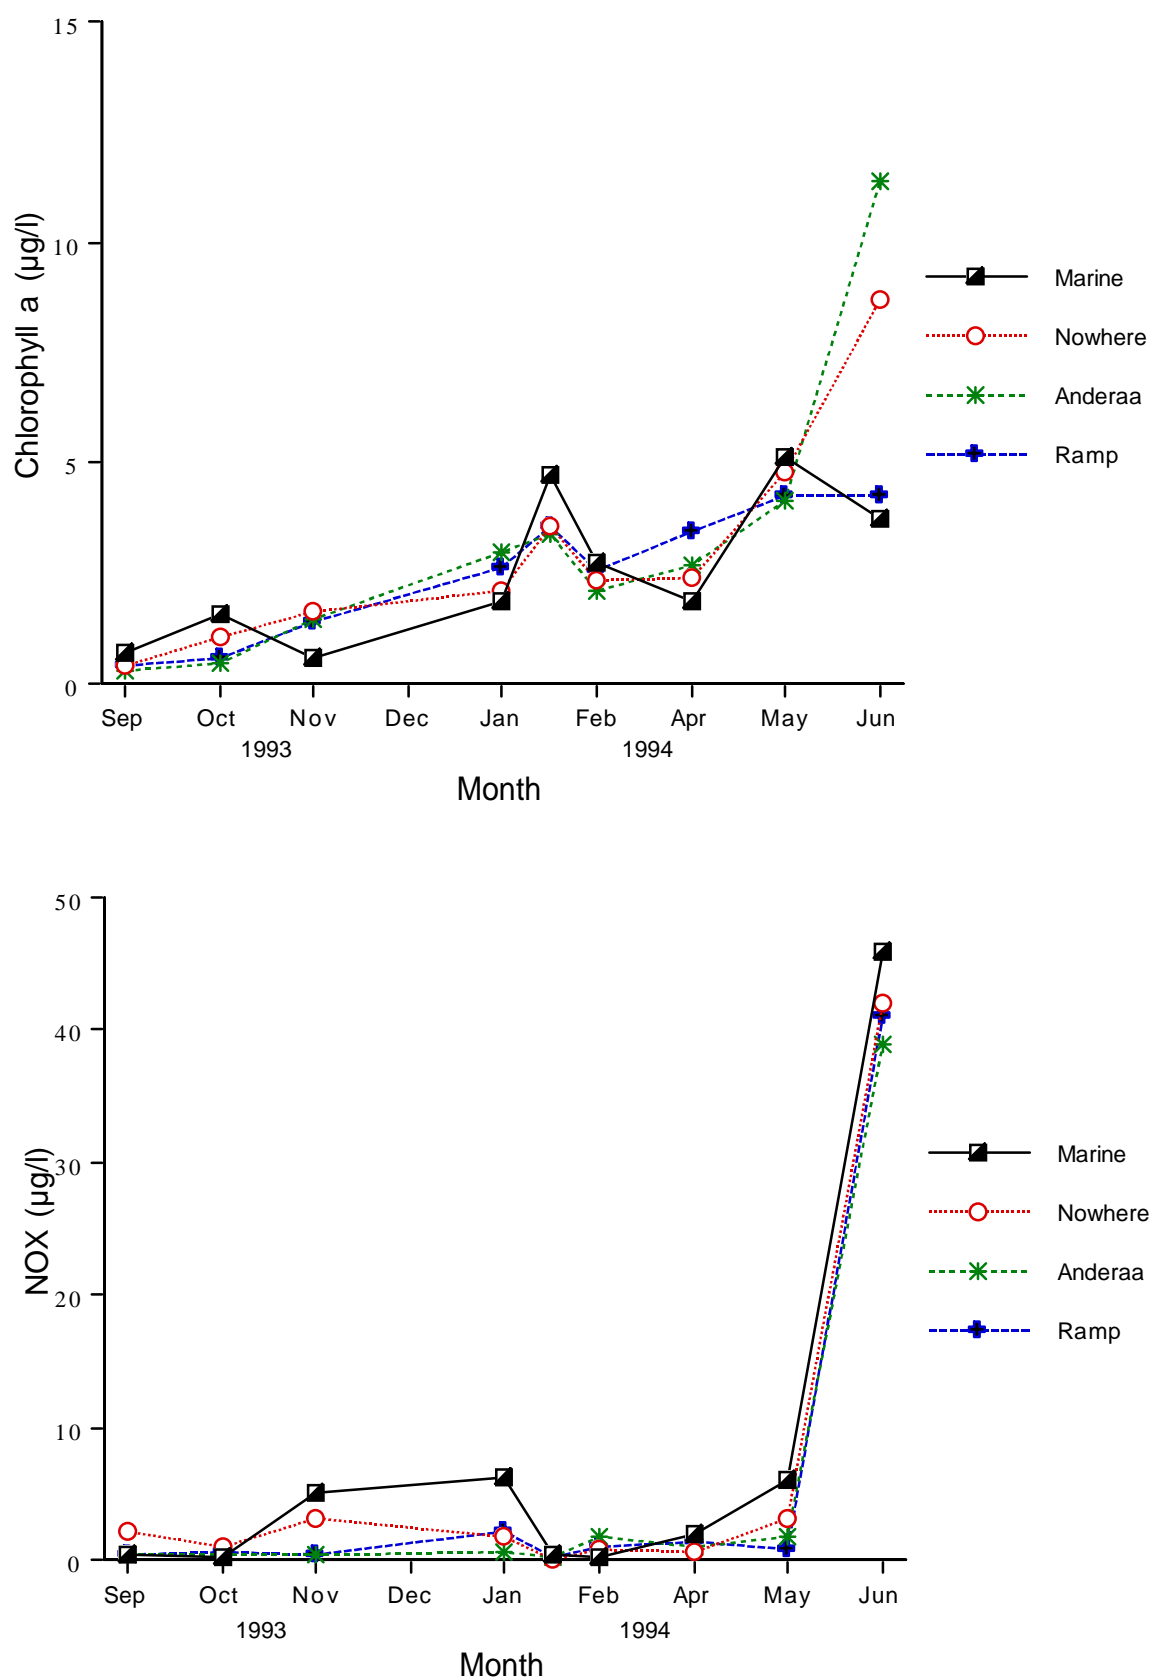 15
10
5
0
Chlorophyll a (µg/l)
Sep Oct Nov Dec Jan Feb Apr May Jun
1993 1994
Month
Marine
Nowhere
Anderaa
Ramp
50
40
30
20
10
0
NOX (µg/l)
Sep Oct Nov Dec Jan Feb Apr May Jun
1993 1994
Month
Marine
Nowhere
Anderaa
Ramp